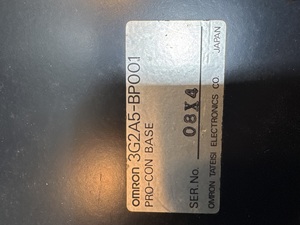 omron 3G2A5-BP001
PRO-CON BASE
SER.No. 08X4
OMRON TATEISI ELECTRONICS CO. JAPAN